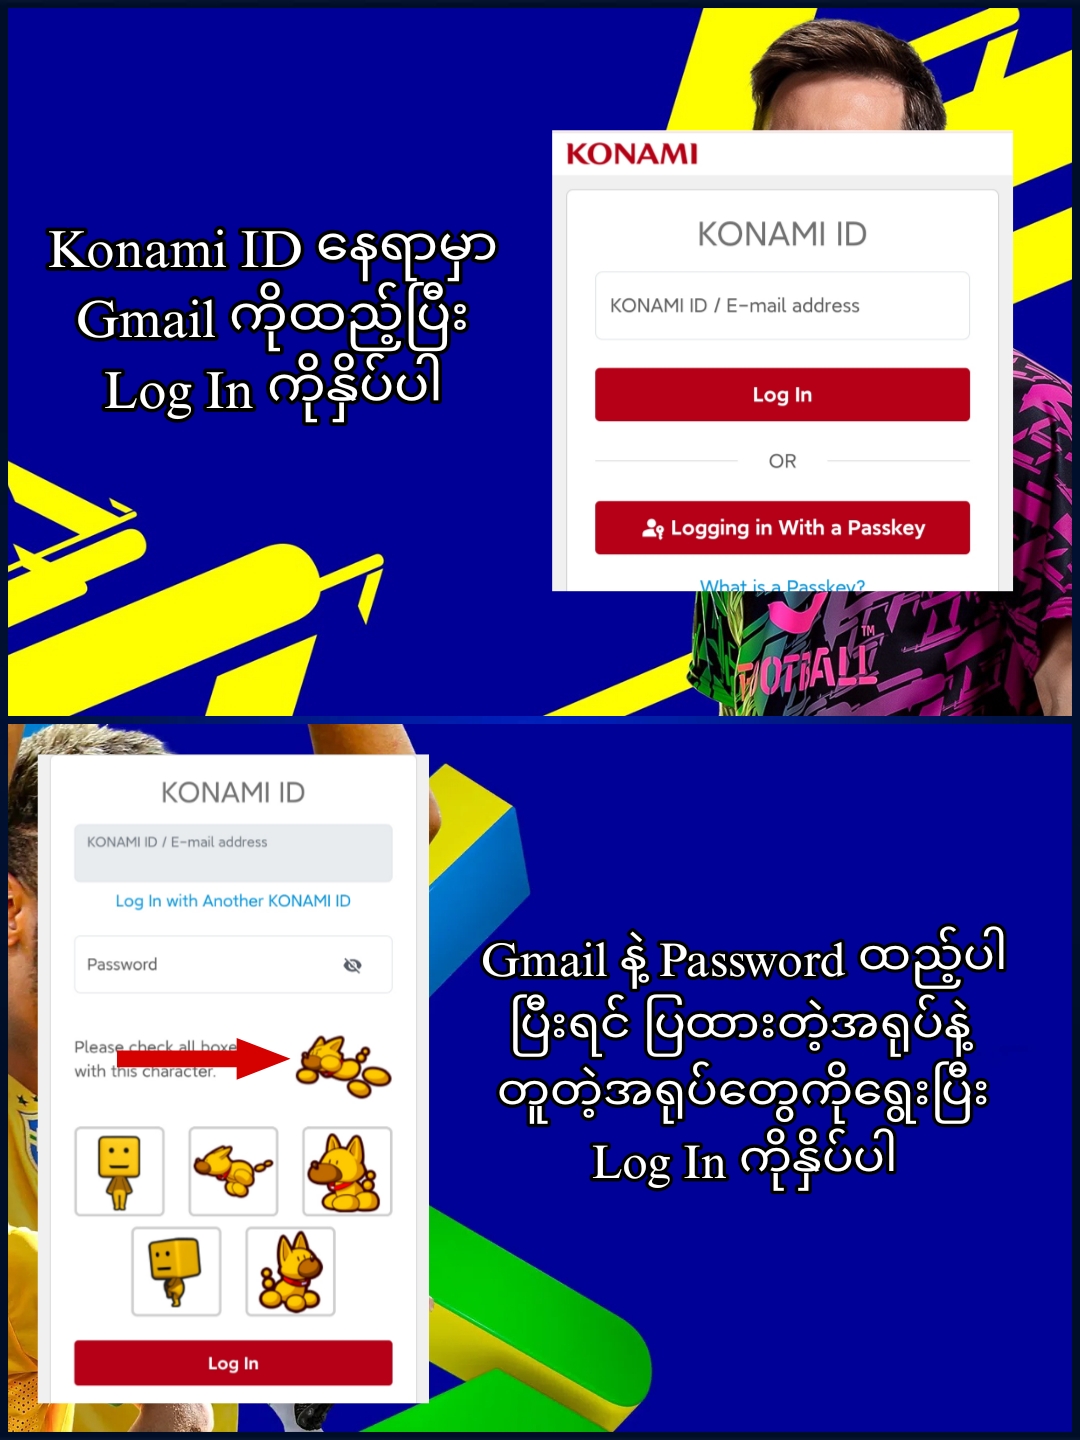 KONAMI
KONAMI ID
KONAMI ID / E-mail address
Log In
OR
Logging in With a Passkey
What is a Passkey?
Konami ID နေရာမှာ
Gmail ကိုထည့်ပြီး
Log In ကိုနှိပ်ပါ
FOOTBALL™
KONAMI ID
KONAMI ID / E-mail address
Log In with Another KONAMI ID
Password
Please check all boxe
with this character.
Log In
Gmail နဲ့ Password ထည့်ပါ
ပြီးရင် ပြထားတဲ့အရုပ်နဲ့
တူတဲ့အရုပ်တွေကိုရွေးပြီး
Log In ကိုနှိပ်ပါ